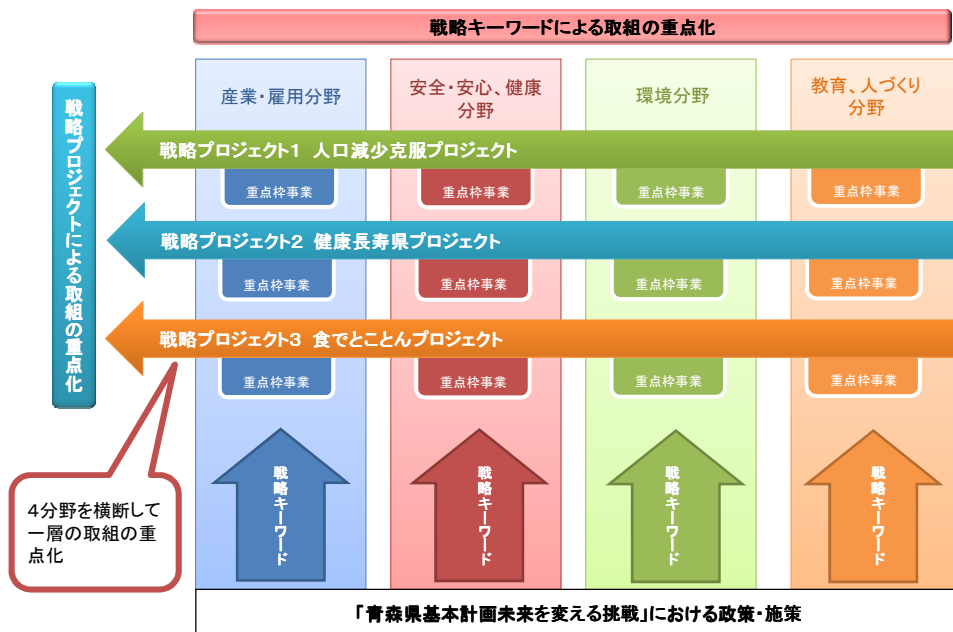 戦略キーワードによる取組の重点化
産業・雇用分野
安全・安心、健康
分野
環境分野
教育、人づくり
分野
戦略プロジェクトによる取組の重点化
戦略プロジェクト1 人口減少克服プロジェクト
重点枠事業
重点枠事業
重点枠事業
重点枠事業
戦略プロジェクト2 健康長寿県プロジェクト
重点枠事業
重点枠事業
重点枠事業
重点枠事業
戦略プロジェクト3 食でとことんプロジェクト
重点枠事業
重点枠事業
重点枠事業
重点枠事業
戦略キーワード
戦略キーワード
戦略キーワード
戦略キーワード
4分野を横断して
一層の取組の重
点化
「青森県基本計画未来を変える挑戦」における政策・施策